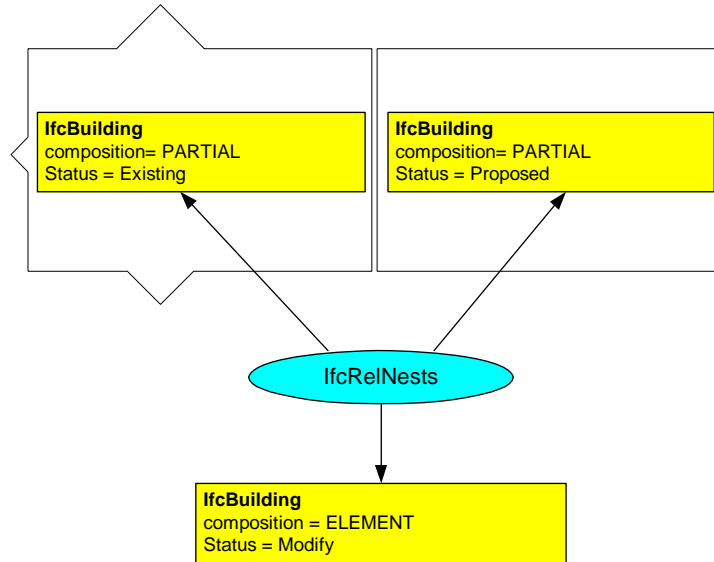 IfcBuilding
composition= PARTIAL
Status = Existing
IfcBuilding
composition= PARTIAL
Status = Proposed
IfcRelNests
IfcBuilding
composition = ELEMENT
Status = Modify